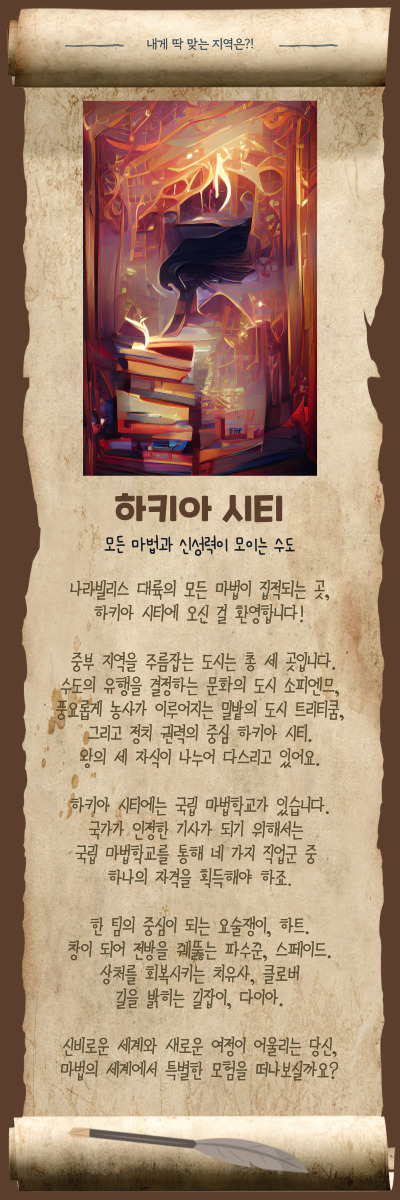 내게 딱 맞는 지역은?!
하키아 시티
모든 마법과 신성력이 모이는 수도
나라빌리스 대륙의 모든 마법이 집적되는 곳,
하키아 시티에 오신 걸 환영합니다!
중부 지역을 주름잡는 도시는 총 세 곳입니다.
수도의 유행을 결정하는 문화의 도시 소피엔므,
풍요롭게 농사가 이루어지는 밀밭의 도시 트리티쿰,
그리고 정치 권력의 중심 하키아 시티.
왕의 세 자식이 나누어 다스리고 있어요.
하키아 시티에는 국립 마법학교가 있습니다.
국가가 인정한 기사가 되기 위해서는
국립 마법학교를 통해 네 가지 직업군 중
하나의 자격을 획득해야 하죠.
한 팀의 중심이 되는 요술쟁이, 하트.
창이 되어 전방을 꿰뚫는 파수꾼, 스페이드.
상처를 회복시키는 치유사, 클로버
길을 밝히는 길잡이, 다이아.
신비로운 세계와 새로운 여정이 어울리는 당신,
마법의 세계에서 특별한 모험을 떠나보실까요?